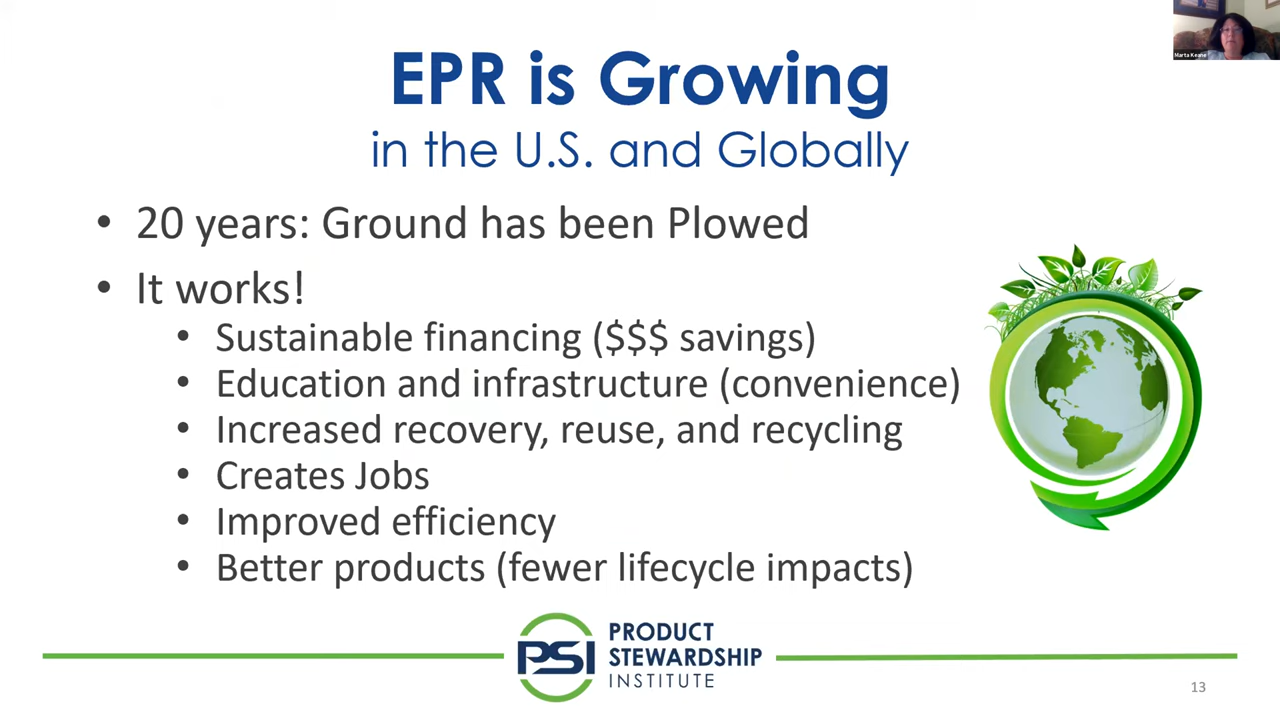 Marta Keane
EPR is Growing
in the U.S. and Globally
• 20 years: Ground has been Plowed
• It works!
• Sustainable financing ($$$ savings)
• Education and infrastructure (convenience)
• Increased recovery, reuse, and recycling
• Creates Jobs
• Improved efficiency
• Better products (fewer lifecycle impacts)
PSI
PRODUCT
STEWARDSHIP
INSTITUTE
13